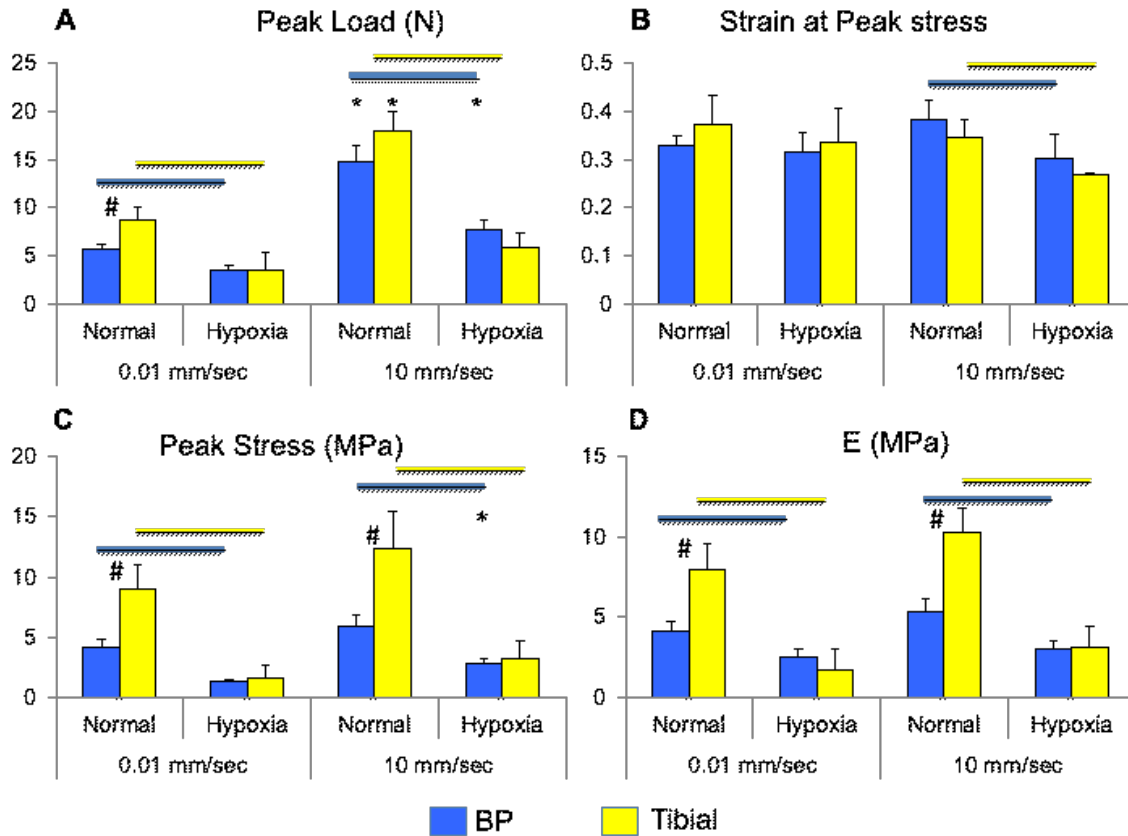 A Peak Load (N)
25
20
15
10
5
0
* * *
#
Normal Hypoxia Normal Hypoxia
0.01 mm/sec 10 mm/sec
B Strain at Peak stress
0.5
0.4
0.3
0.2
0.1
0
Normal Hypoxia Normal Hypoxia
0.01 mm/sec 10 mm/sec
C Peak Stress (MPa)
20
15
10
5
0
*
# #
Normal Hypoxia Normal Hypoxia
0.01 mm/sec 10 mm/sec
D E (MPa)
15
10
5
0
# #
Normal Hypoxia Normal Hypoxia
0.01 mm/sec 10 mm/sec
BP Tibial